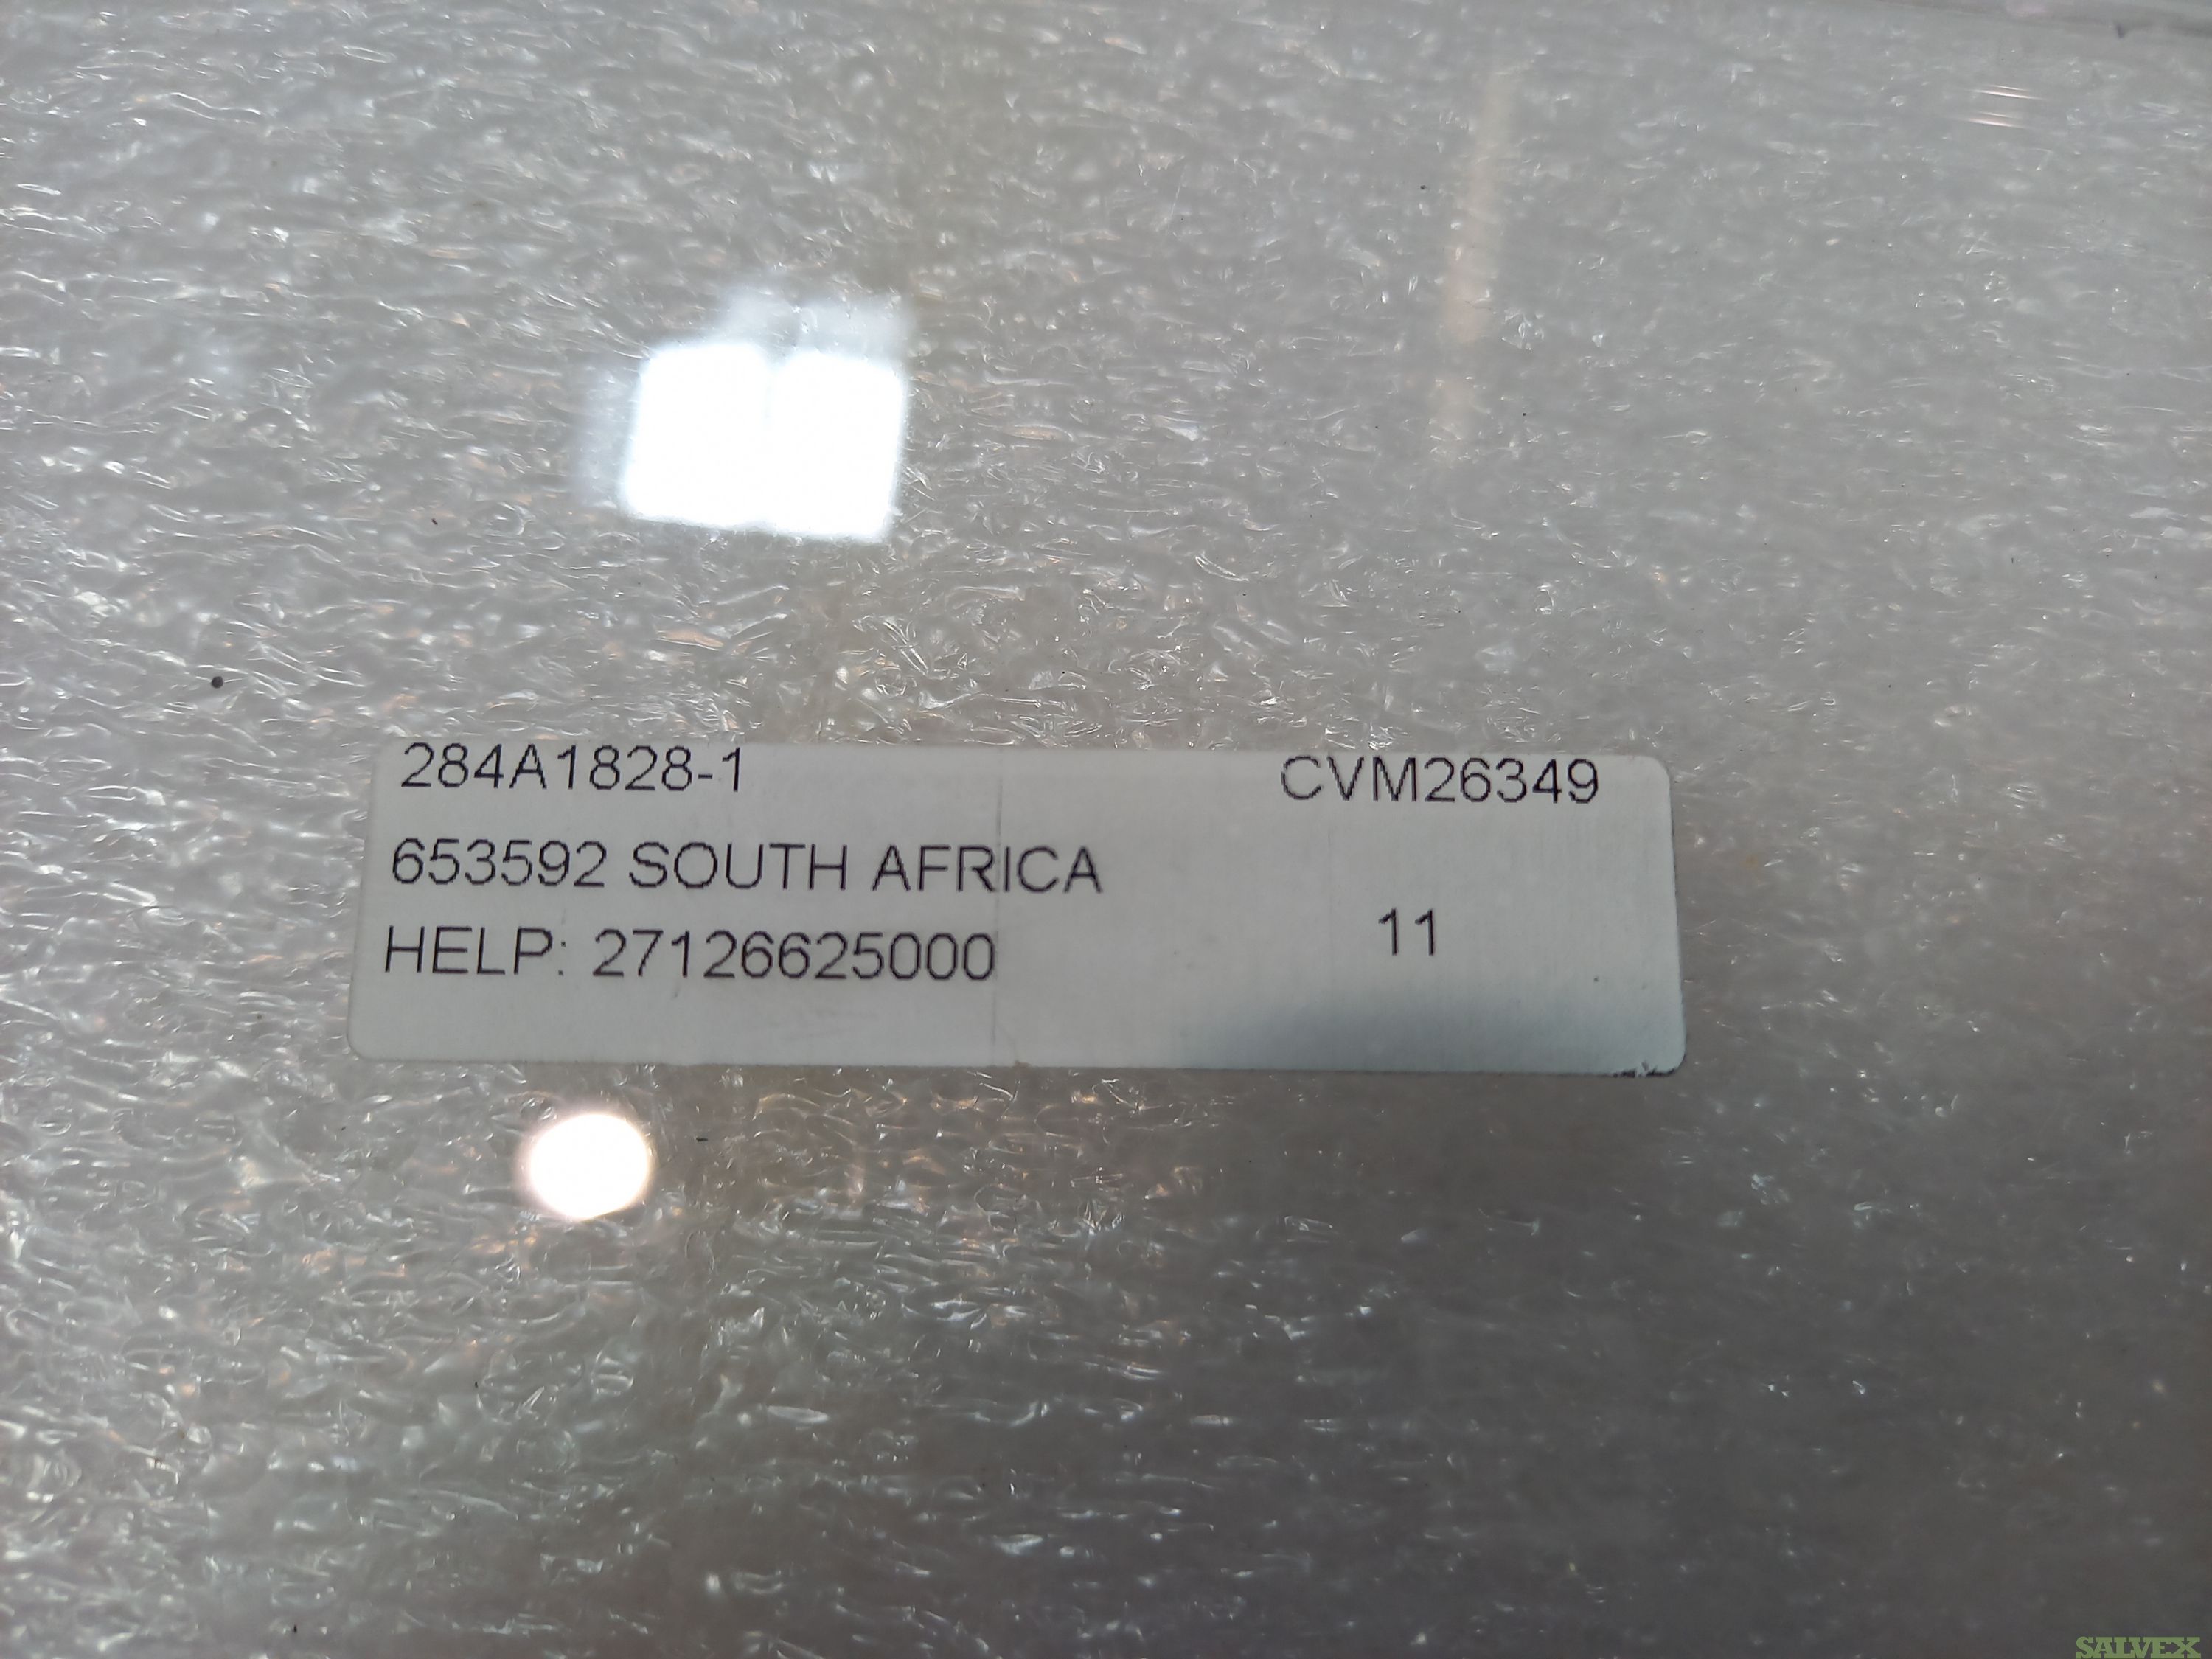 284A1828-1 CVM26349
653592 SOUTH AFRICA
HELP: 27126625000 11
SALVEX